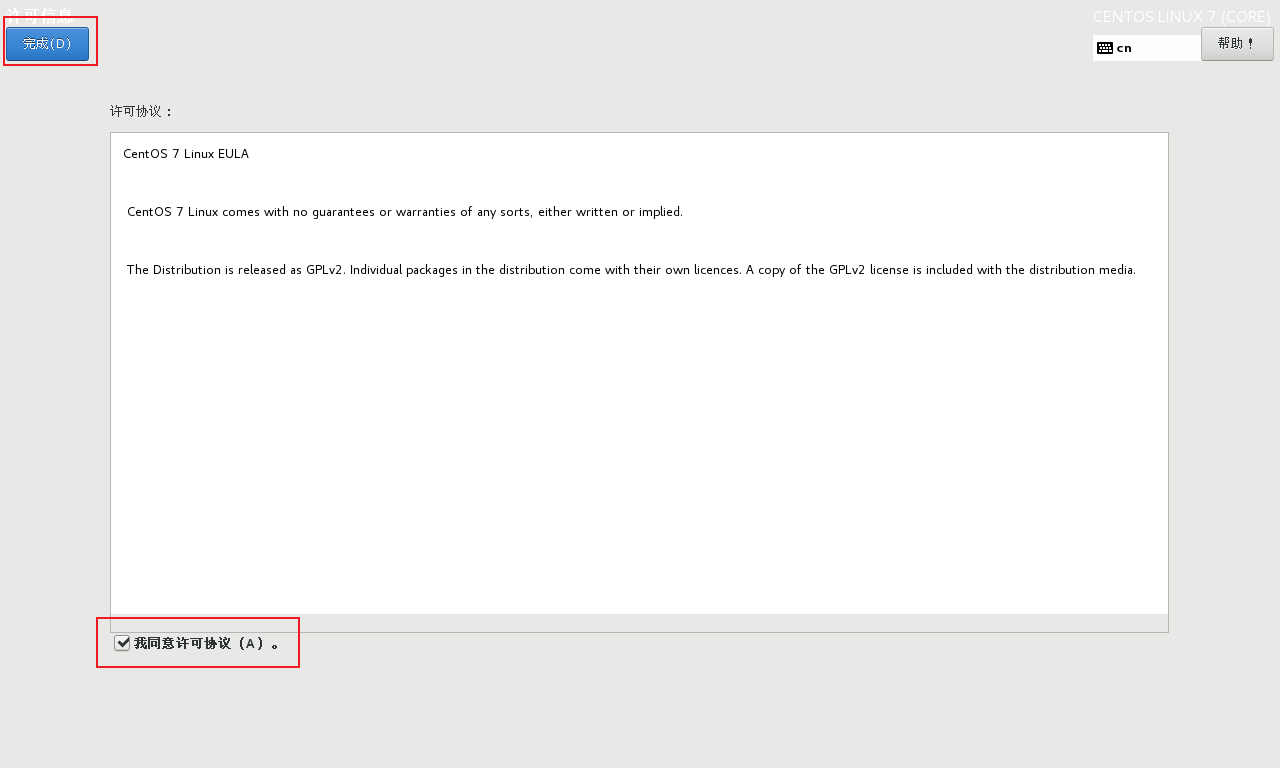 许可信息
CENTOS LINUX 7 (CORE)
完成(D)
cn
帮助！
许可协议：
CentOS 7 Linux EULA
CentOS 7 Linux comes with no guarantees or warranties of any sorts, either written or implied.
The Distribution is released as GPLv2. Individual packages in the distribution come with their own licences. A copy of the GPLv2 license is included with the distribution media.
我同意许可协议（A）。